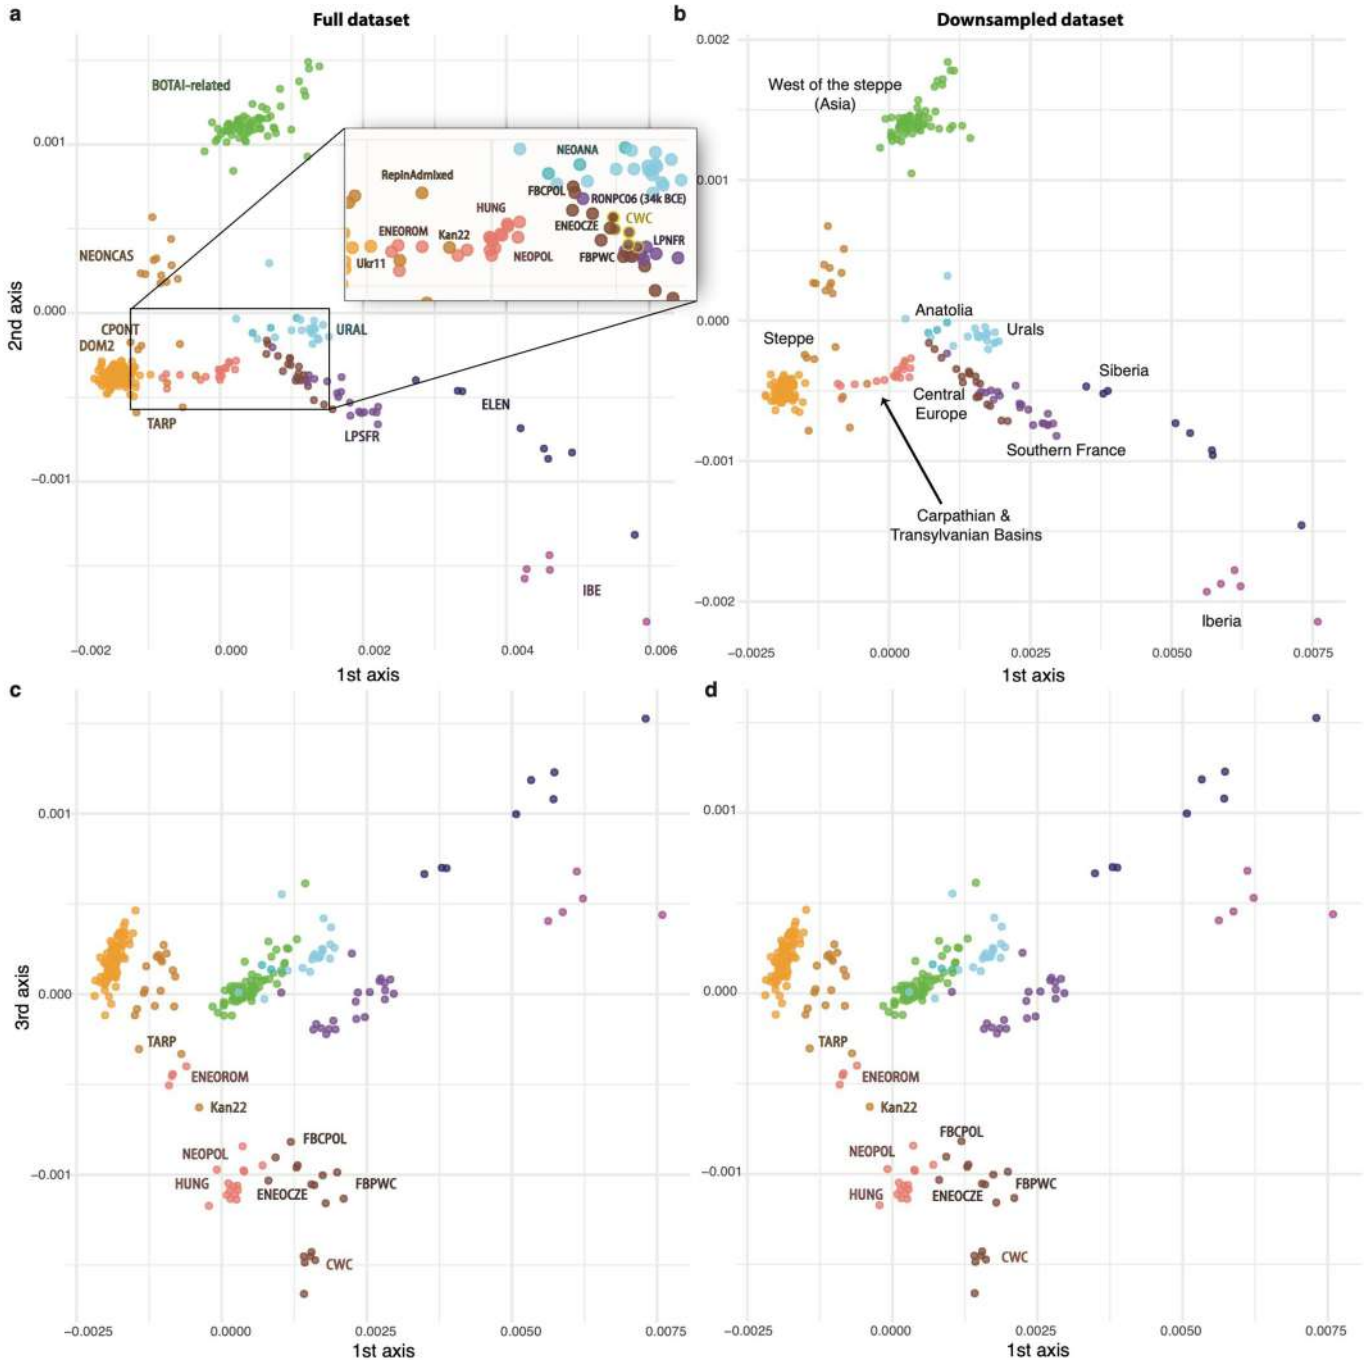 a
Full dataset
b
Downsampled dataset
BOTAI-related
NEONCAS
CPONT
DOM2
TARP
URAL
LPSFR
ELEN
IBE
NEOANA
RepinAdmixed
FBCPOL
RONPC06 (34k BCE)
HUNG
CWC
ENEOROM
Kan22
ENEOCZE
LPNFR
Ukr11
NEOPOL
FBPWC
0.001
0.000
−0.001
2nd axis
−0.002
0.000
0.002
0.004
0.006
1st axis
0.002
0.001
0.000
−0.001
−0.002
West of the steppe
(Asia)
Anatolia
Urals
Steppe
Siberia
Central
Europe
Southern France
Carpathian &
Transylvanian Basins
Iberia
−0.0025
0.0000
0.0025
0.0050
0.0075
1st axis
c
0.001
0.000
−0.001
3rd axis
TARP
ENEOROM
Kan22
FBCPOL
NEOPOL
HUNG
ENEOCZE
FBPWC
CWC
−0.0025
0.0000
0.0025
0.0050
0.0075
1st axis
d
0.001
0.000
−0.001
TARP
ENEOROM
Kan22
FBCPOL
NEOPOL
HUNG
ENEOCZE
FBPWC
CWC
−0.0025
0.0000
0.0025
0.0050
0.0075
1st axis